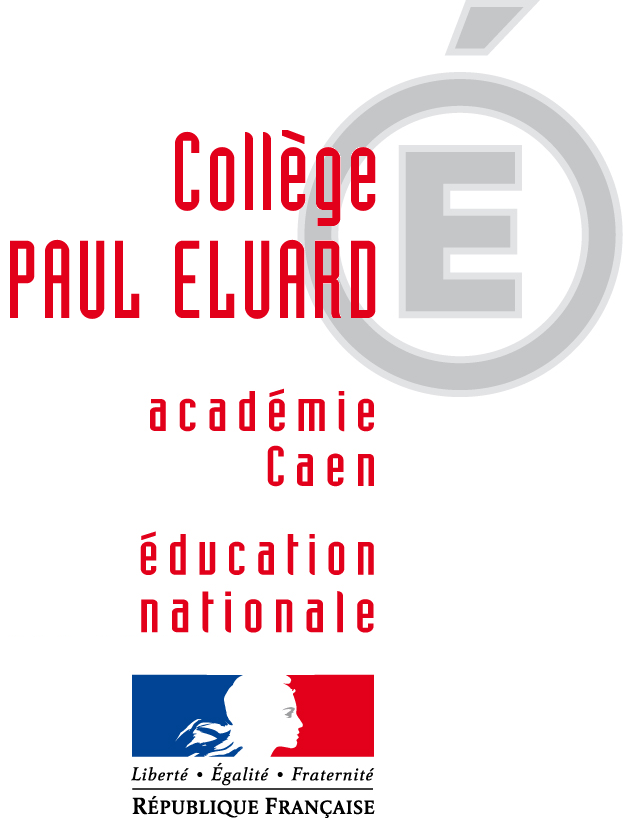 É
Collège
PAUL ELUARD
académie
Caen
éducation
nationale
Liberté • Égalité • Fraternité
RÉPUBLIQUE FRANÇAISE